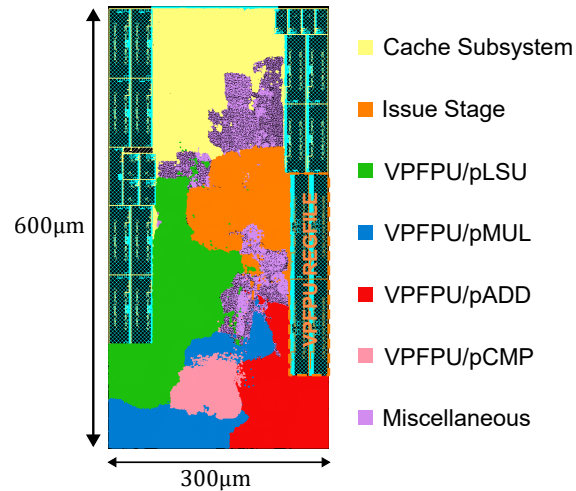 Cache Subsystem
Issue Stage
VPFPU/pLSU
600μm
VPFPU/pMUL
VPFPU REGFILE
VPFPU/pADD
VPFPU/pCMP
Miscellaneous
300μm